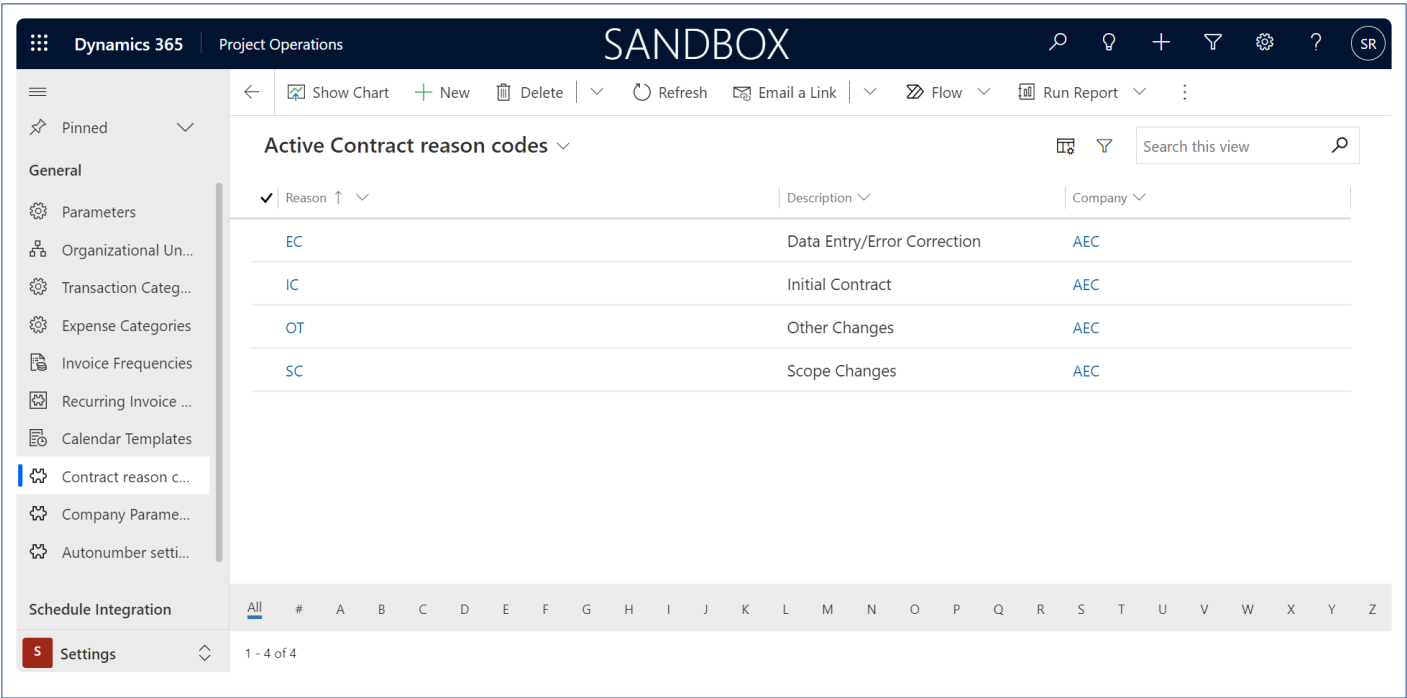 Dynamics 365 Project Operations SANDBOX SR
Show Chart New Delete Refresh Email a Link Flow Run Report
Pinned
General
Parameters
Organizational Un...
Transaction Categ...
Expense Categories
Invoice Frequencies
Recurring Invoice ...
Calendar Templates
Contract reason c...
Company Parame...
Autonumber setti...
Schedule Integration
S Settings
Active Contract reason codes Search this view
Reason Description Company
EC Data Entry/Error Correction AEC
IC Initial Contract AEC
OT Other Changes AEC
SC Scope Changes AEC
All # A B C D E F G H I J K L M N O P Q R S T U V W X Y Z
1 - 4 of 4